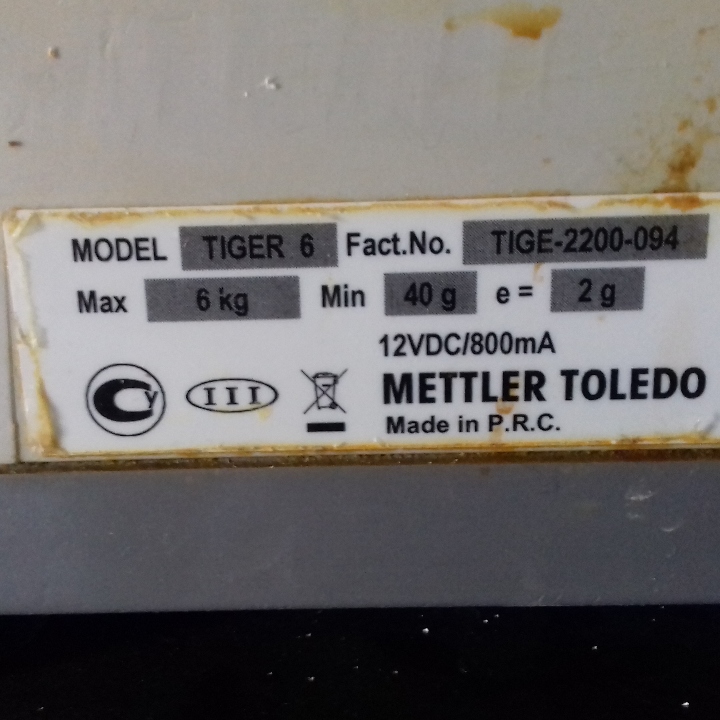 MODEL TIGER 6 Fact.No. TIGE-2200-094
Max 6 kg Min 40 g e = 2 g
12VDC/800mA
III METTLER TOLEDO
Made in P.R.C.